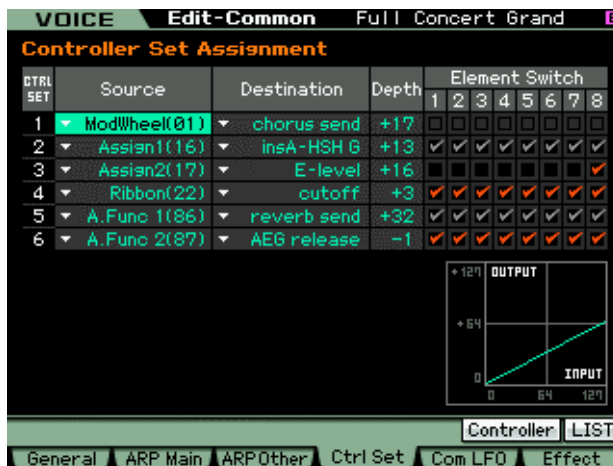 VOICE Edit-Common Full Concert Grand
Controller Set Assignment
CTRL SET Source Destination Depth Element Switch
1 2 3 4 5 6 7 8
1 ModWheel(01) chorus send +17
2 Assign1(16) insA-HSH G +13
3 Assign2(17) E-level +16
4 Ribbon(22) cutoff +3
5 A.Func 1(86) reverb send +32
6 A.Func 2(87) AEG release -1
+127 OUTPUT
+64
0 INPUT
0 64 127
Controller LIST
General ARP Main ARP Other Ctrl Set Com LFO Effect